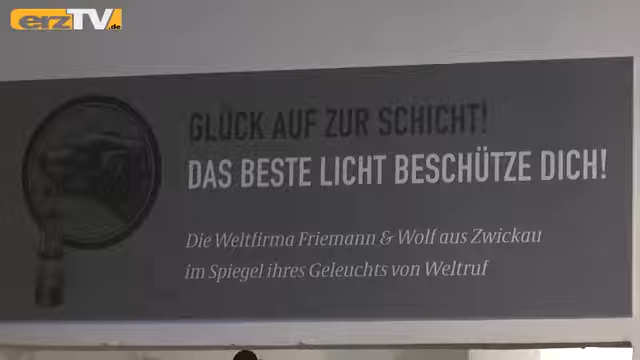 erzTV.de
GLÜCK AUF ZUR SCHICHT!
DAS BESTE LICHT BESCHÜTZE DICH!
Die Weltfirma Friemann & Wolf aus Zwickau
im Spiegel ihres Geleuchts von Weltruf